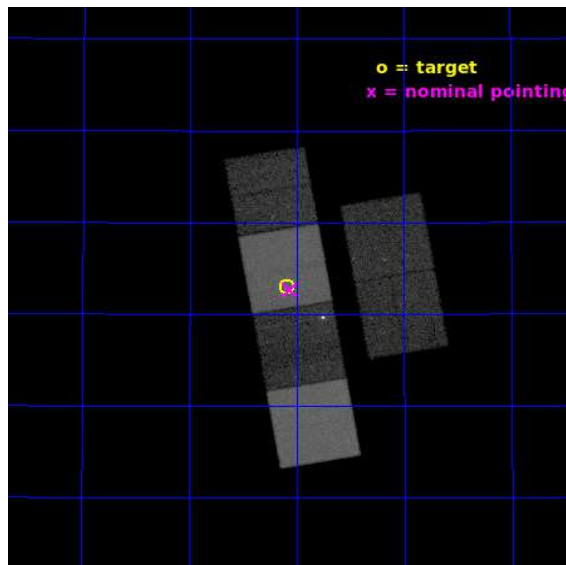 o = target
x = nominal pointing